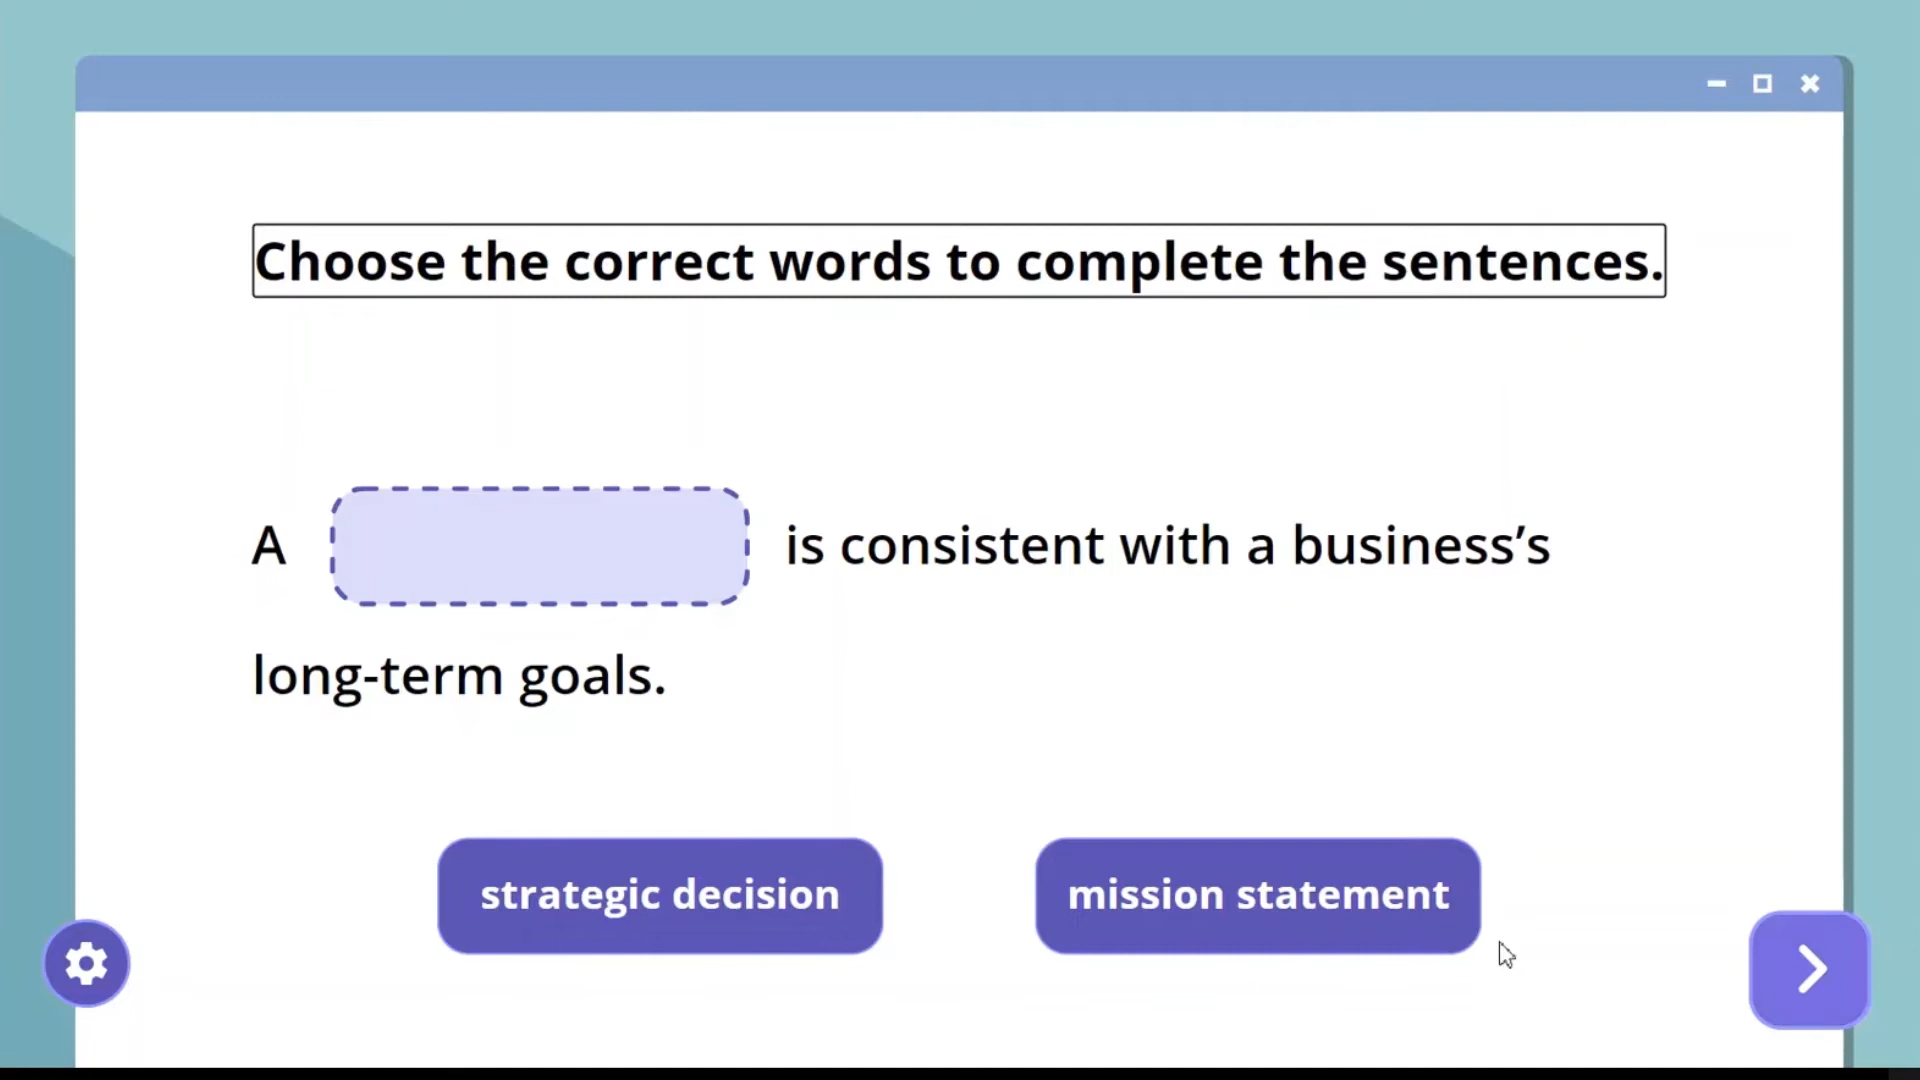 Choose the correct words to complete the sentences.
A is consistent with a business’s
long-term goals.
strategic decision
mission statement